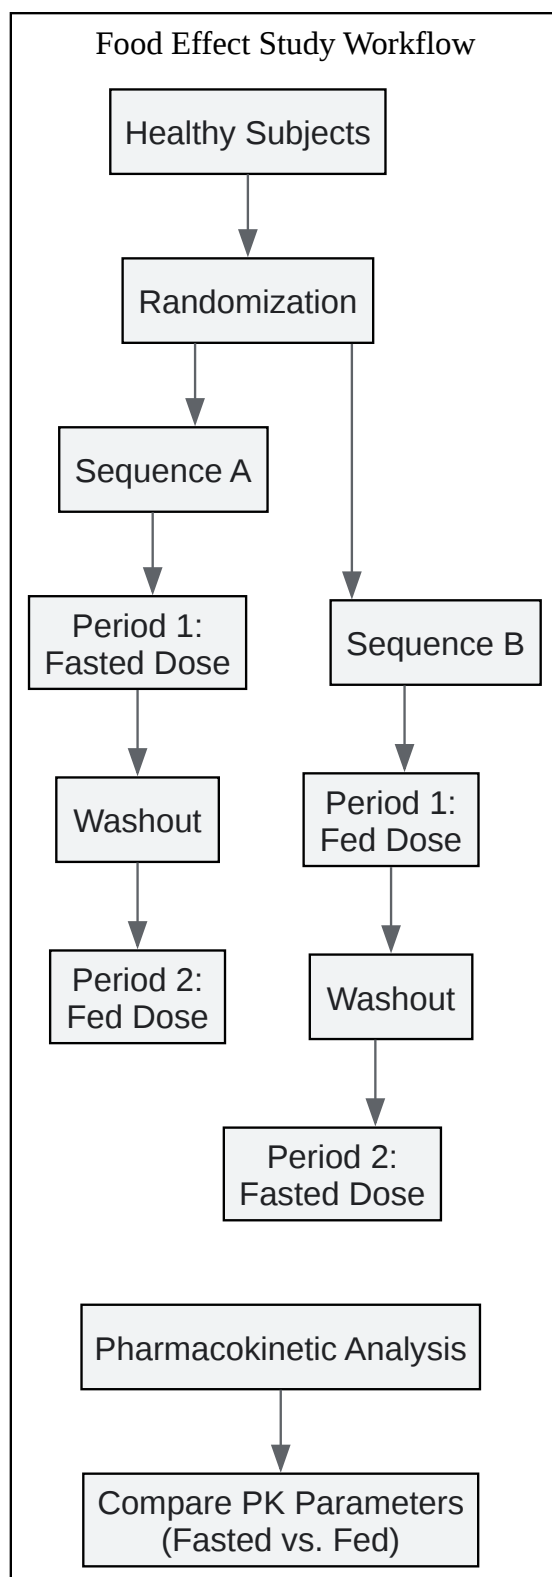 Food Effect Study Workflow
Healthy Subjects
Randomization
Sequence A
Period 1:
Fasted Dose
Washout
Period 2:
Fed Dose
Sequence B
Period 1:
Fed Dose
Washout
Period 2:
Fasted Dose
Pharmacokinetic Analysis
Compare PK Parameters
(Fasted vs. Fed)